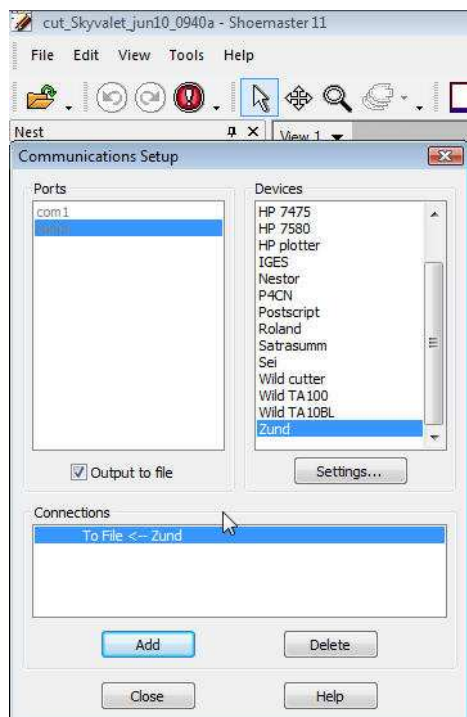 cut_Skyvalet_jun10_0940a - Shoemaster 11
File Edit View Tools Help
Nest
View 1
Communications Setup
Ports
com1
Devices
HP 7475
HP 7580
HP plotter
IGES
Nestor
P4CN
Postscript
Roland
Satrasumm
Sei
Wild cutter
Wild TA100
Wild TA10BL
Zund
Output to file
Settings...
Connections
To File <-- Zund
Add
Delete
Close
Help